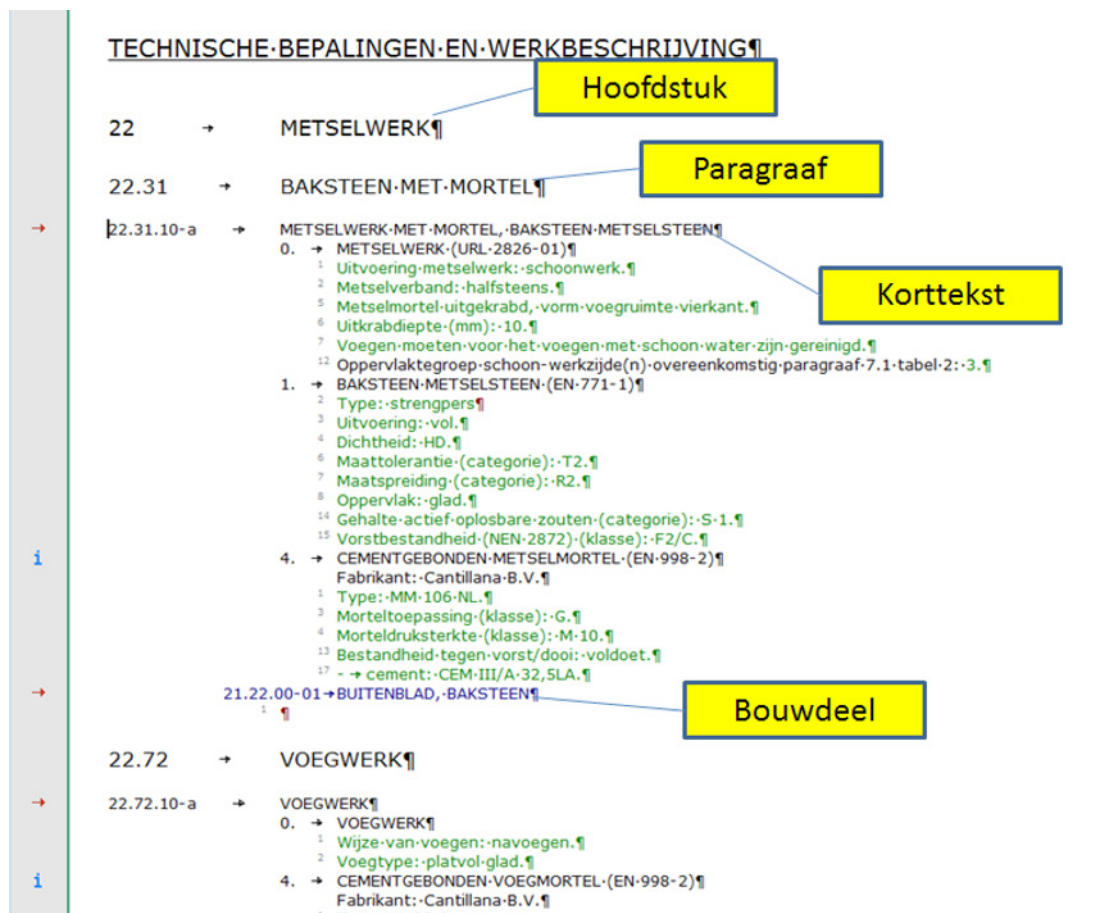 TECHNISCHE·BEPALINGEN·EN·WERKBESCHRIJVING¶
Hoofdstuk
22 → METSELWERK¶
Paragraaf
22.31 → BAKSTEEN·MET·MORTEL¶
→ 22.31.10-a → METSELWERK·MET·MORTEL,·BAKSTEEN·METSELSTEEN¶
0. → METSELWERK·(URL·2826-01)¶
1 Uitvoering·metselwerk:·schoonwerk.¶
2 Metselverband:·halfsteens.¶
Korttekst
5 Metselmortel·uitgekrabd,·vorm·voegruimte·vierkant.¶
6 Uitkrabdiepte·(mm):·10.¶
7 Voegen·moeten·voor·het·voegen·met·schoon·water·zijn·gereinigd.¶
12 Oppervlaktegroep·schoon-werkzijde(n)·overeenkomstig·paragraaf·7.1·tabel·2:·3.¶
1. → BAKSTEEN·METSELSTEEN·(EN·771-1)¶
2 Type:·strengpers¶
3 Uitvoering:·vol.¶
4 Dichtheid:·HD.¶
6 Maattolerantie·(categorie):·T2.¶
7 Maatspreiding·(categorie):·R2.¶
8 Oppervlak:·glad.¶
14 Gehalte·actief·oplosbare·zouten·(categorie):·S·1.¶
15 Vorstbestandheid·(NEN·2872)·(klasse):·F2/C.¶
i 4. → CEMENTGEBONDEN·METSELMORTEL·(EN·998-2)¶
Fabrikant:·Cantillana·B.V.¶
1 Type:·MM·106·NL.¶
3 Morteltoepassing·(klasse):·G.¶
4 Morteldruksterkte·(klasse):·M·10.¶
13 Bestandheid·tegen·vorst/dooi:·voldoet.¶
17 -→cement:·CEM·III/A·32,5LA.¶
→ 21.22.00-01→BUITENBLAD,·BAKSTEEN¶
1 ¶
Bouwdeel
22.72 → VOEGWERK¶
→ 22.72.10-a → VOEGWERK¶
0. → VOEGWERK¶
1 Wijze·van·voegen:·navoegen.¶
2 Voegtype:·platvol·glad.¶
i 4. → CEMENTGEBONDEN·VOEGMORTEL·(EN·998-2)¶
Fabrikant:·Cantillana·B.V.¶